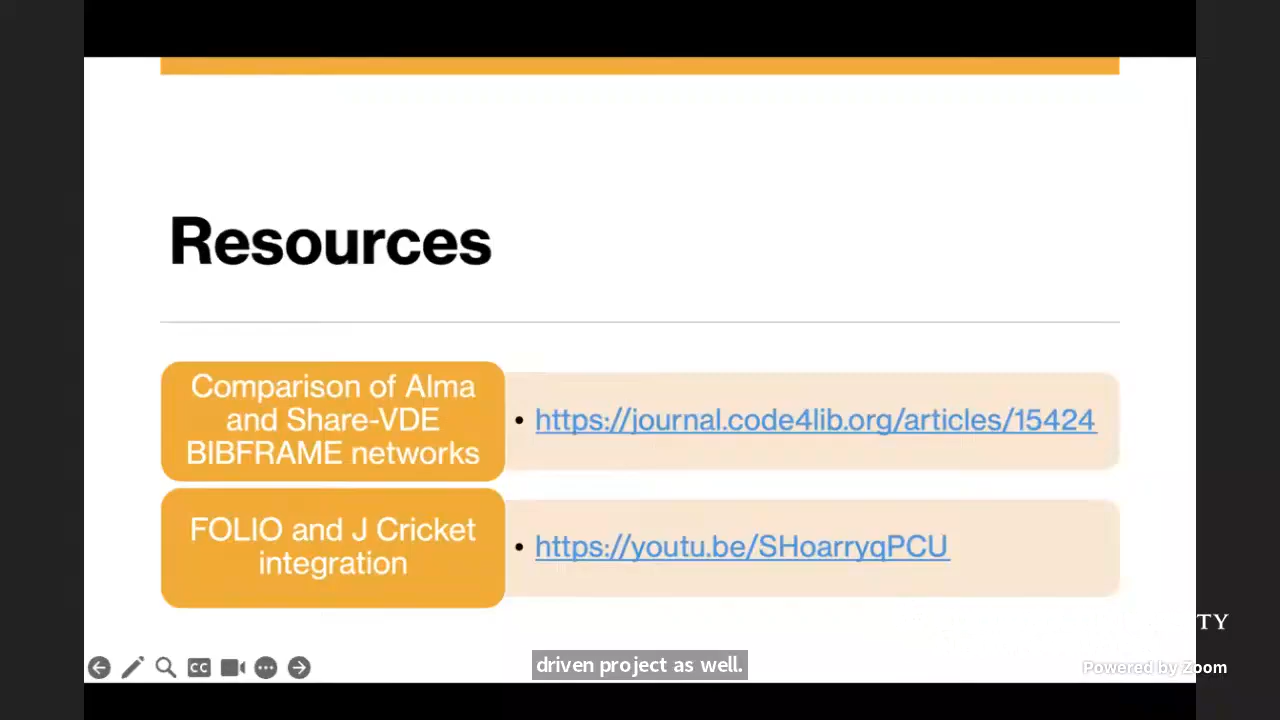 Resources
Comparison of Alma
and Share-VDE
BIBFRAME networks
• https://journal.code4lib.org/articles/15424
FOLIO and J Cricket
integration
• https://youtu.be/SHoarryqPCU
TY
CC
driven project as well.
Powered by Zoom